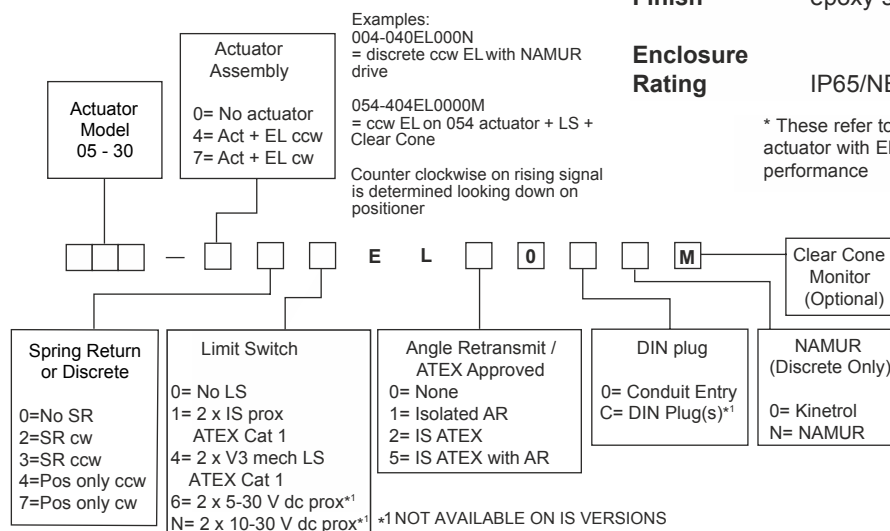 Finish
Examples:
004-040EL000N
= discrete ccw EL with NAMUR
drive
054-404EL0000M
= ccw EL on 054 actuator + LS +
Clear Cone
Counter clockwise on rising signal
is determined looking down on
positioner
Enclosure
Rating
* These refer to
actuator with
performance
Actuator
Model
05 - 30
Actuator
Assembly
0= No actuator
4= Act + EL ccw
7= Act + EL cw
– E L 0 M
Clear Cone
Monitor
(Optional)
Spring Return
or Discrete
0=No SR
2=SR cw
3=SR ccw
4=Pos only ccw
7=Pos only cw
Limit Switch
0= No LS
1= 2 x IS prox
ATEX Cat 1
4= 2 x V3 mech LS
ATEX Cat 1
6= 2 x 5-30 V dc prox*1
N= 2 x 10-30 V dc prox*1
Angle Retransmit /
ATEX Approved
0= None
1= Isolated AR
2= IS ATEX
5= IS ATEX with AR
DIN plug
0= Conduit Entry
C= DIN Plug(s)*1
NAMUR
(Discrete Only)
0= Kinetrol
N= NAMUR
*1 NOT AVAILABLE ON IS VERSIONS